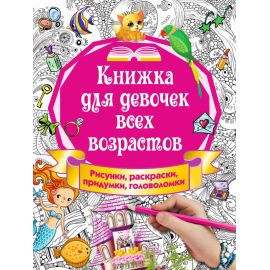 Книжка
для девочек
всех
возрастов
Рисунки, раскраски,
придумки, головоломки